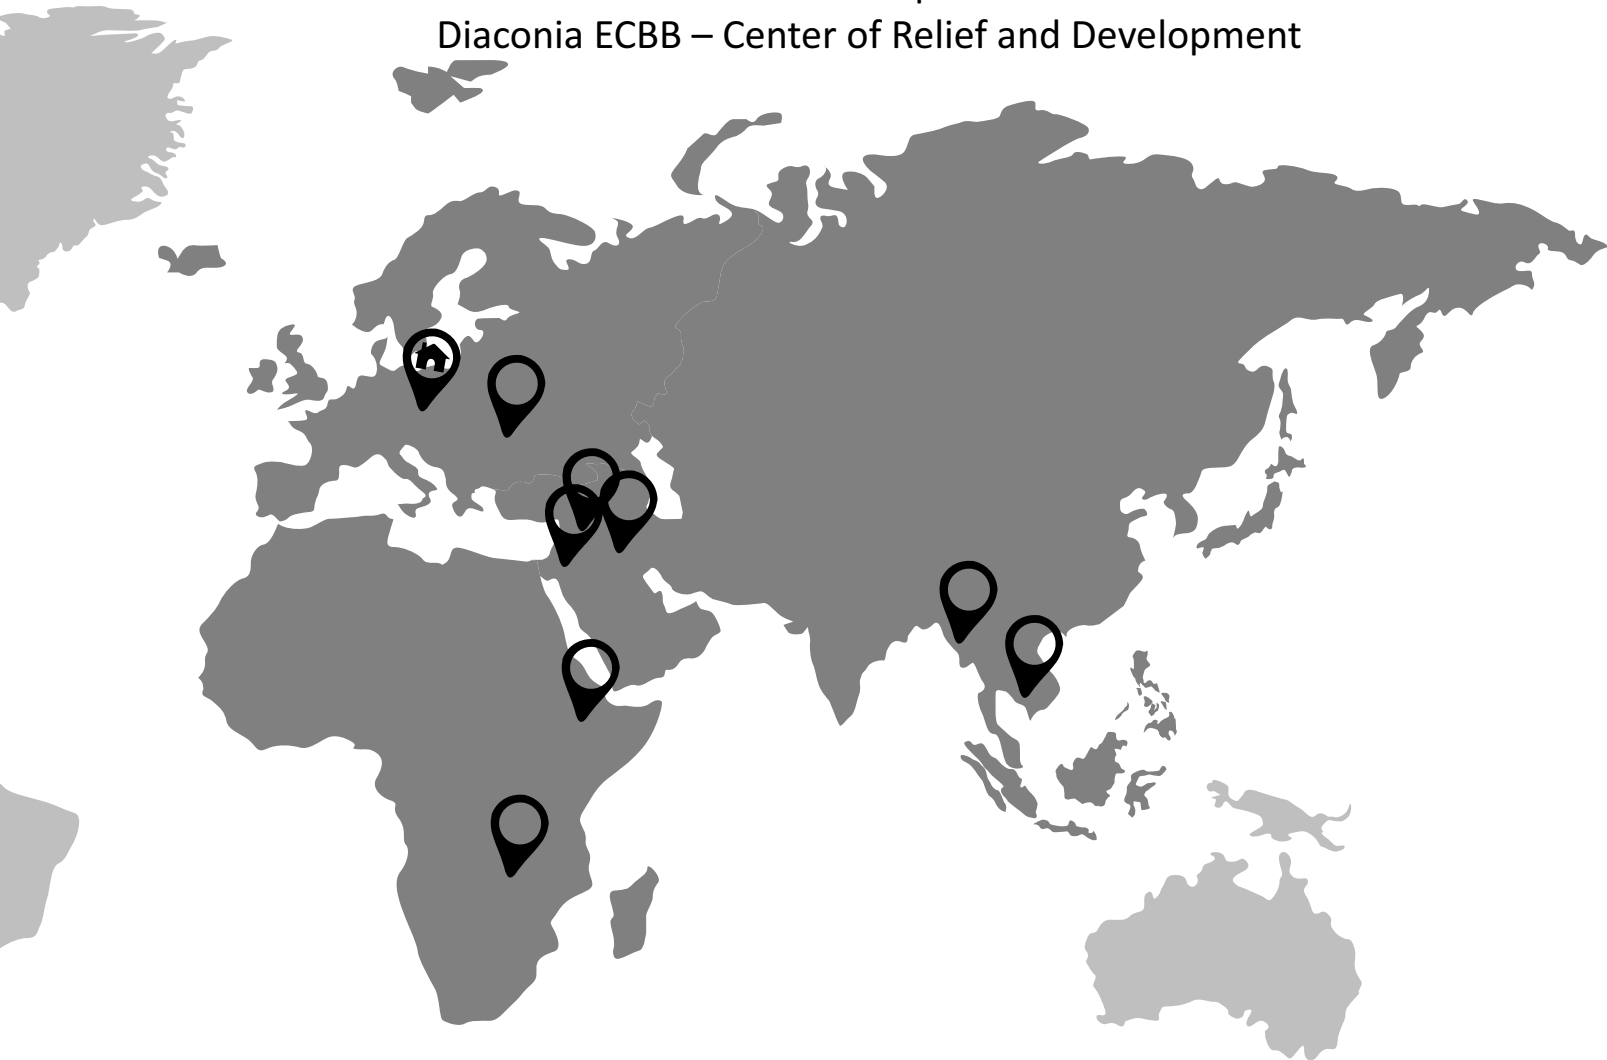 Diaconia ECBB – Center of Relief and Development